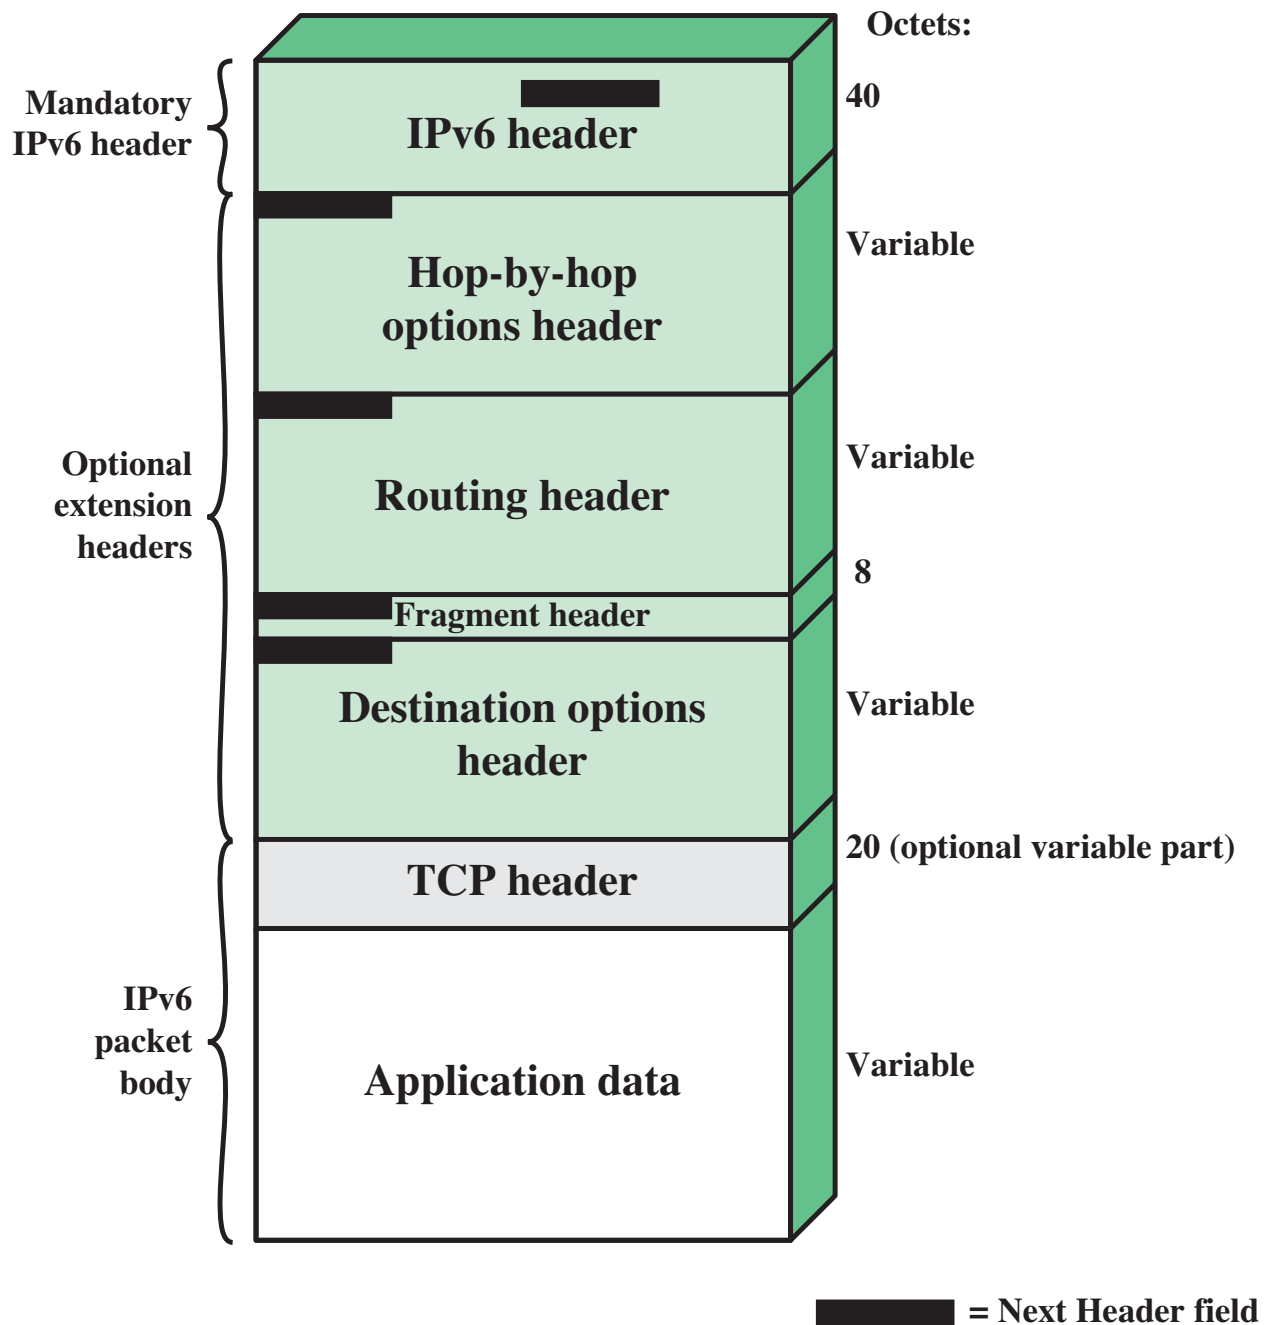 Octets:
Mandatory
IPv6 header
IPv6 header
40
Hop-by-hop
options header
Variable
Optional
extension
headers
Routing header
Variable
Fragment header
8
Destination options
header
Variable
TCP header
20 (optional variable part)
IPv6
packet
body
Application data
Variable
= Next Header field